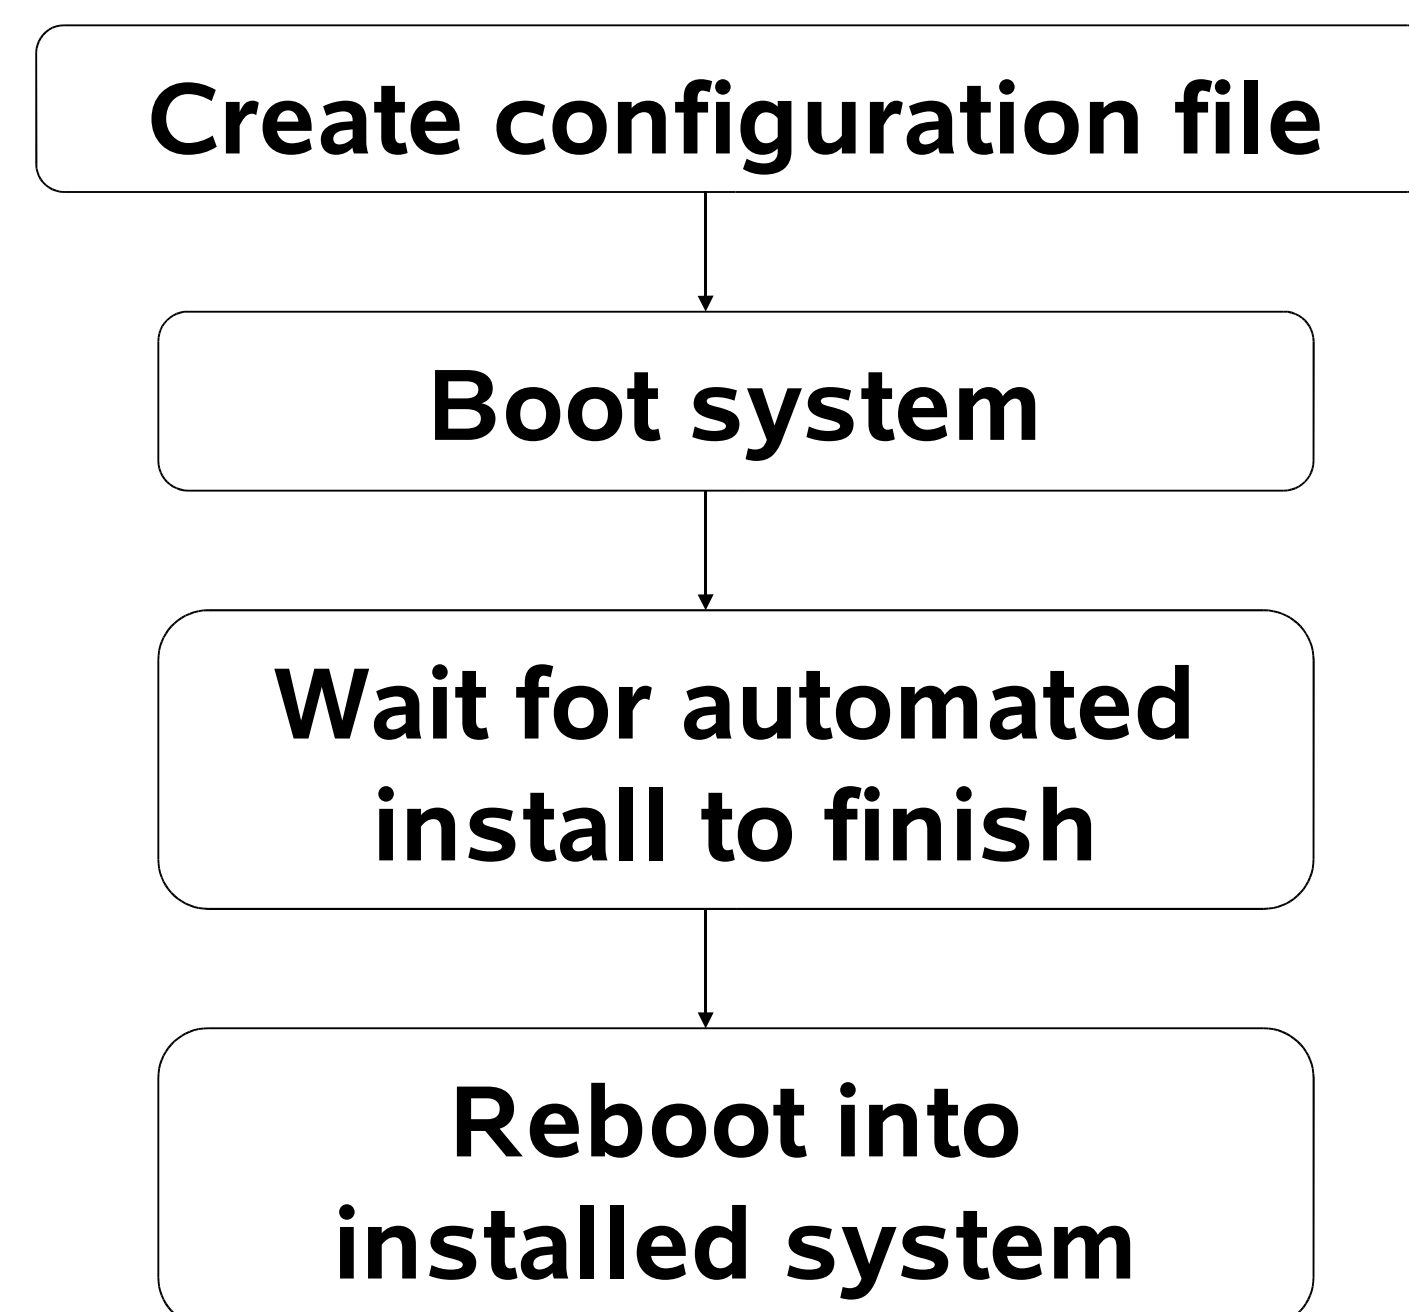 Create configuration file
Boot system
Wait for automated
install to finish
Reboot into
installed system